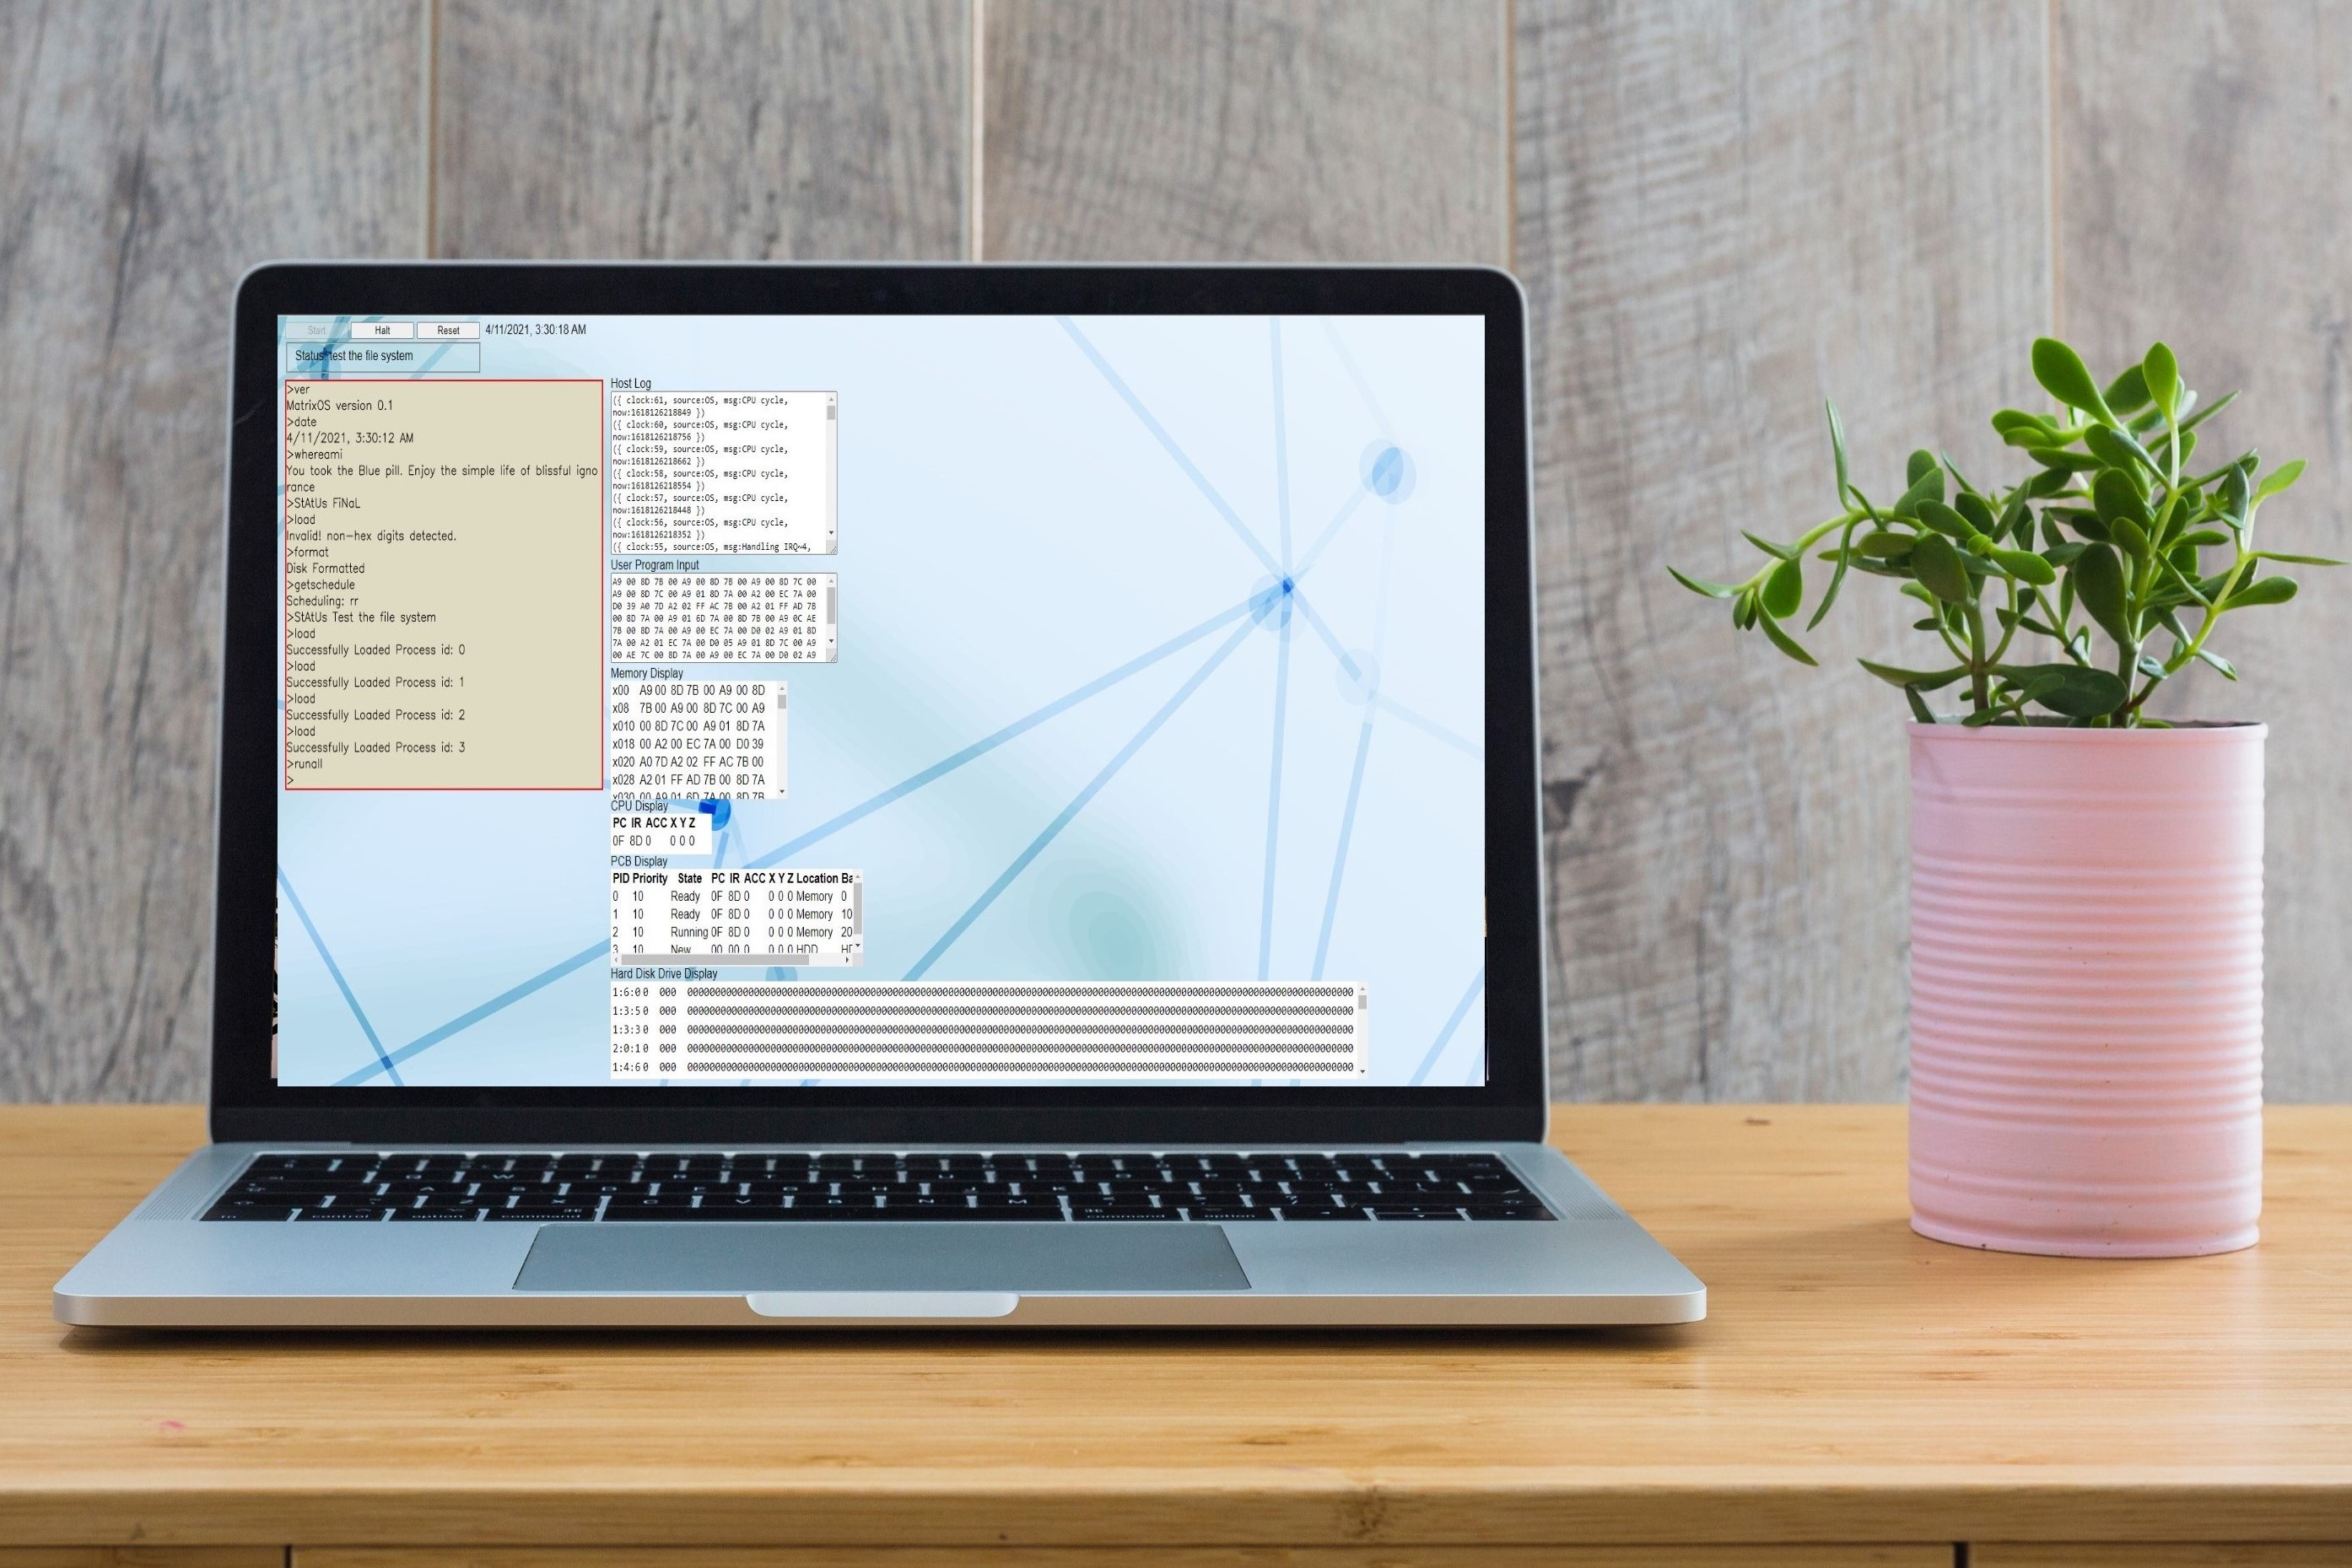 Start Halt Reset 4/11/2021, 3:30:18 AM
Status: test the file system
>ver
MatrixOS version 0.1
>date
4/11/2021, 3:30:12 AM
>whereami
You took the Blue pill. Enjoy the simple life of blissful igno
rance
>StAtUs FiNaL
>load
Invalid! non-hex digits detected.
>format
Disk Formatted
>getschedule
Scheduling: rr
>StAtUs Test the file system
>load
Successfully Loaded Process id: 0
>load
Successfully Loaded Process id: 1
>load
Successfully Loaded Process id: 2
>load
Successfully Loaded Process id: 3
>runall
>
Host Log
({ clock:61, source:OS, msg:CPU cycle,
now:1618126218849 })
({ clock:60, source:OS, msg:CPU cycle,
now:1618126218756 })
({ clock:59, source:OS, msg:CPU cycle,
now:1618126218662 })
({ clock:58, source:OS, msg:CPU cycle,
now:1618126218554 })
({ clock:57, source:OS, msg:CPU cycle,
now:1618126218448 })
({ clock:56, source:OS, msg:CPU cycle,
now:1618126218352 })
({ clock:55, source:OS, msg:Handling IRQ~4,
User Program Input
A9 00 8D 7B 00 A9 00 8D 7B 00 A9 00 8D 7C 00
A9 00 8D 7C 00 A9 01 8D 7A 00 A2 00 EC 7A 00
D0 39 A0 7D A2 02 FF AC 7B 00 A2 01 FF AD 7B
00 8D 7A 00 A9 01 6D 7A 00 8D 7B 00 A9 0C AE
7B 00 8D 7A 00 A9 00 EC 7A 00 D0 02 A9 01 8D
7A 00 A2 01 EC 7A 00 D0 05 A9 01 8D 7C 00 A9
00 AE 7C 00 8D 7A 00 A9 00 EC 7A 00 D0 02 A9
Memory Display
x00 A9 00 8D 7B 00 A9 00 8D
x08 7B 00 A9 00 8D 7C 00 A9
x010 00 8D 7C 00 A9 01 8D 7A
x018 00 A2 00 EC 7A 00 D0 39
x020 A0 7D A2 02 FF AC 7B 00
x028 A2 01 FF AD 7B 00 8D 7A
x030 00 A9 01 6D 7A 00 8D 7B
CPU Display
PC IR ACC X Y Z
0F 8D 0 0 0 0
PCB Display
PID Priority State PC IR ACC X Y Z Location Ba
0 10 Ready 0F 8D 0 0 0 0 Memory 0
1 10 Ready 0F 8D 0 0 0 0 Memory 10
2 10 Running 0F 8D 0 0 0 0 Memory 20
3 10 New 00 00 0 0 0 0 HDD
Hard Disk Drive Display
1:6:0 0 000
1:3:5 0 000
1:3:3 0 000
2:0:1 0 000
1:4:6 0 000
control option command command option